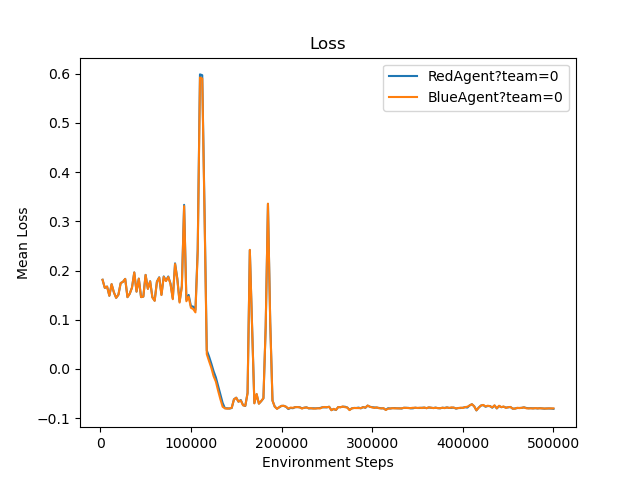 Loss
RedAgent?team=0
BlueAgent?team=0
Mean Loss
0.6
0.5
0.4
0.3
0.2
0.1
0.0
−0.1
0
100000
200000
300000
400000
500000
Environment Steps